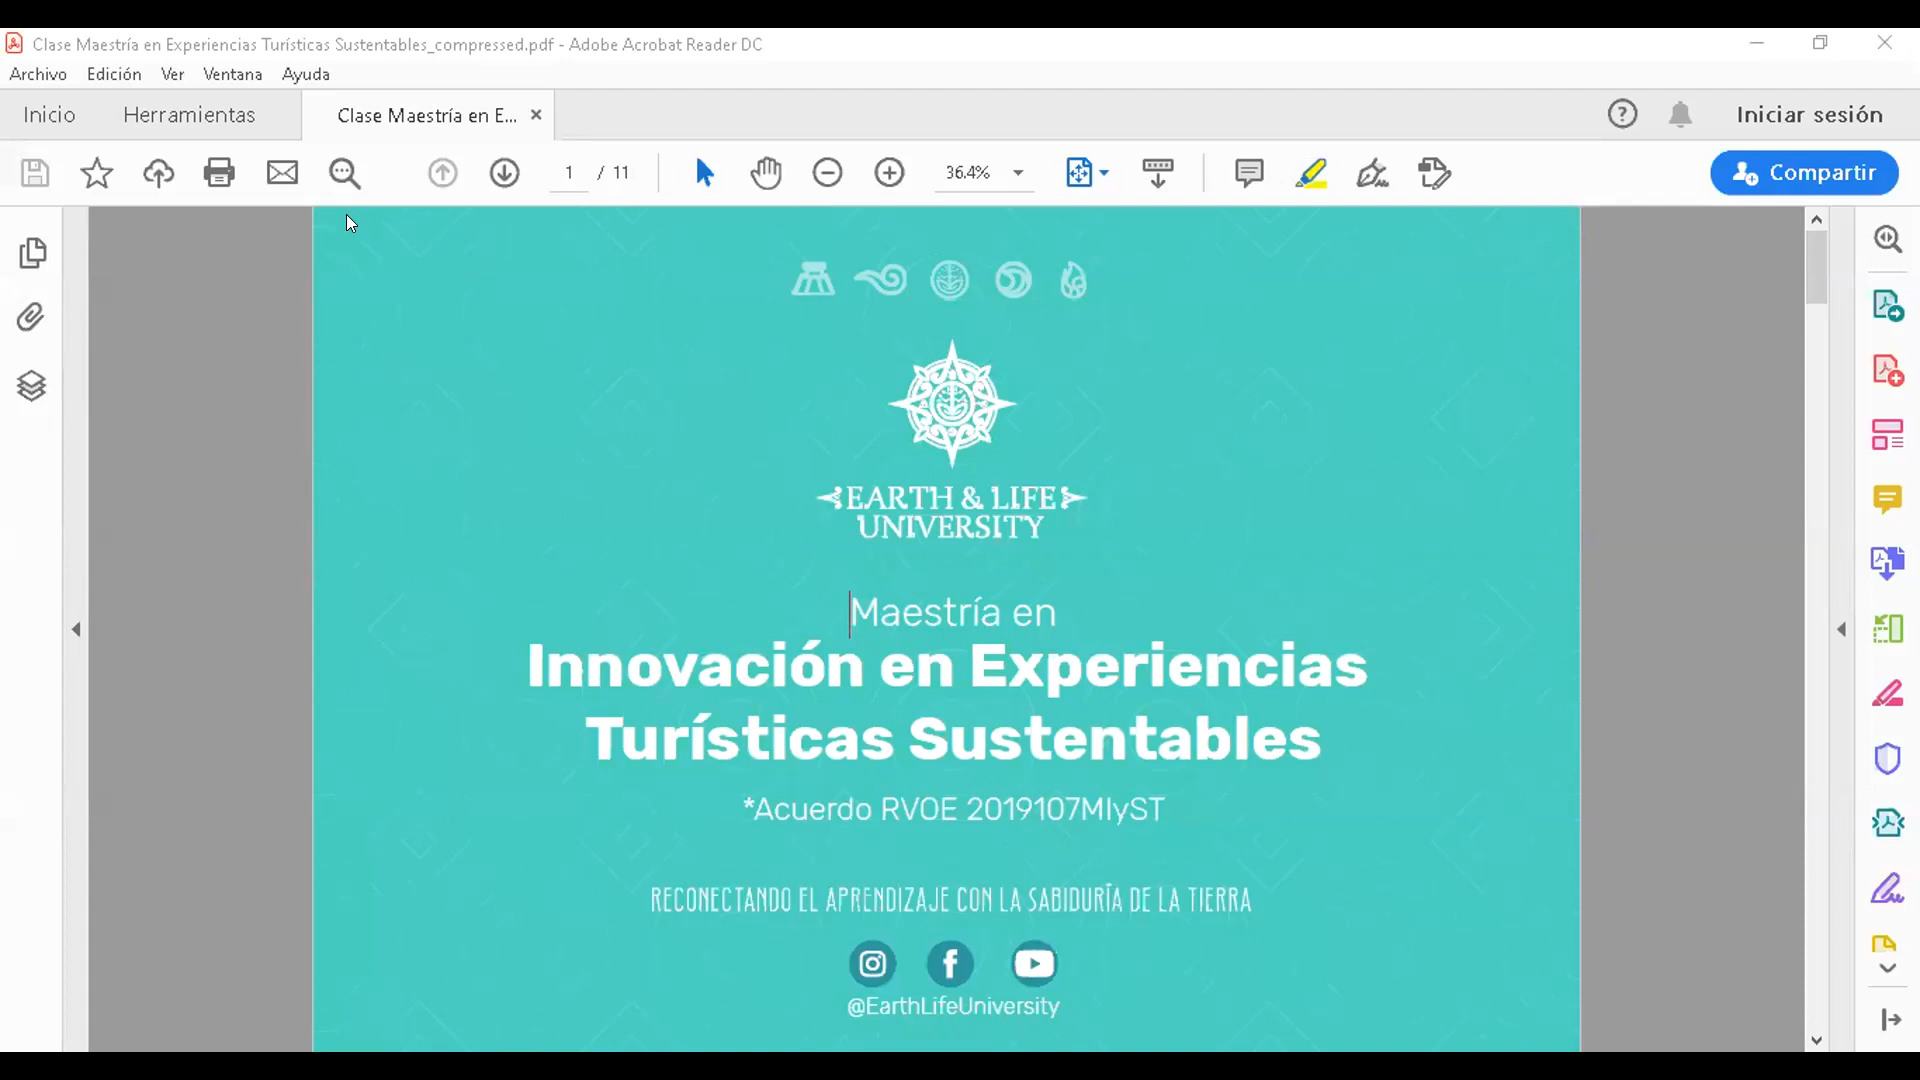 Clase Maestría en Experiencias Turísticas Sustentables_compressed.pdf - Adobe Acrobat Reader DC
Archivo Edición Ver Ventana Ayuda
Inicio Herramientas Clase Maestría en E... Iniciar sesión
1 / 11 36.4% Compartir
EARTH & LIFE
UNIVERSITY
Maestría en
Innovación en Experiencias
Turísticas Sustentables
*Acuerdo RVOE 2019107MIyST
RECONECTANDO EL APRENDIZAJE CON LA SABIDURÍA DE LA TIERRA
@EarthLifeUniversity